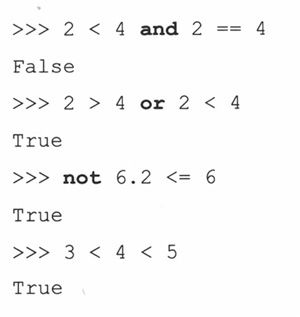 >>> 2 < 4 and 2 == 4
False
>>> 2 > 4 or 2 < 4
True
>>> not 6.2 <= 6
True
>>> 3 < 4 < 5
True